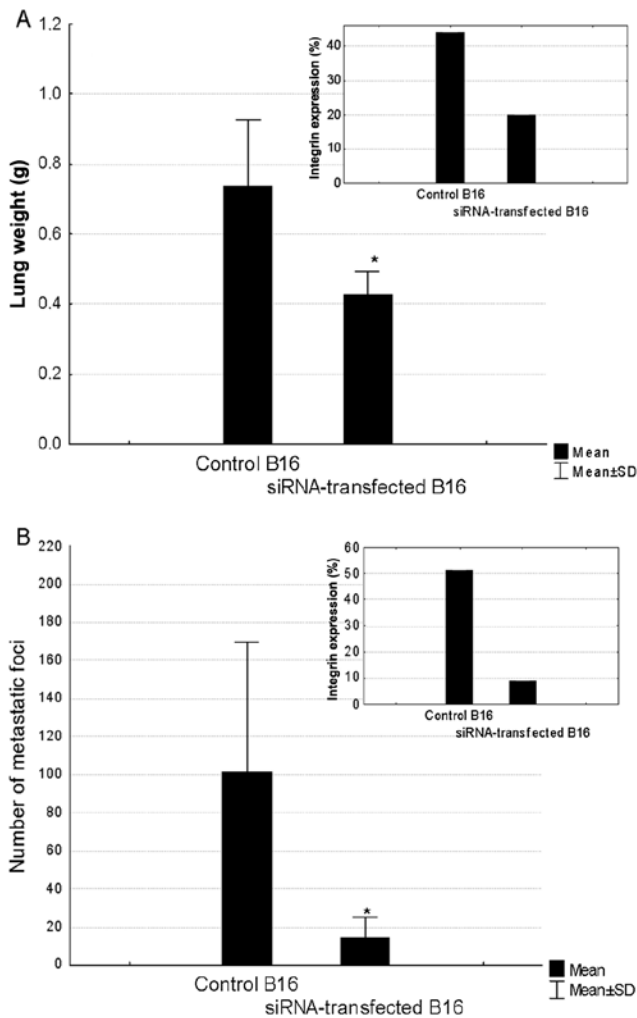 A
Lung weight (g)
1.2
1.0
0.8
0.6
0.4
0.2
0.0
*
Control B16
siRNA-transfected B16
Mean
Mean±SD
Integrin expression (%)
40
30
20
10
0
Control B16
siRNA-transfected B16
B
Number of metastatic foci
220
200
180
160
140
120
100
80
60
40
20
0
*
Control B16
siRNA-transfected B16
Mean
Mean±SD
Integrin expression (%)
60
50
40
30
20
10
0
Control B16
siRNA-transfected B16